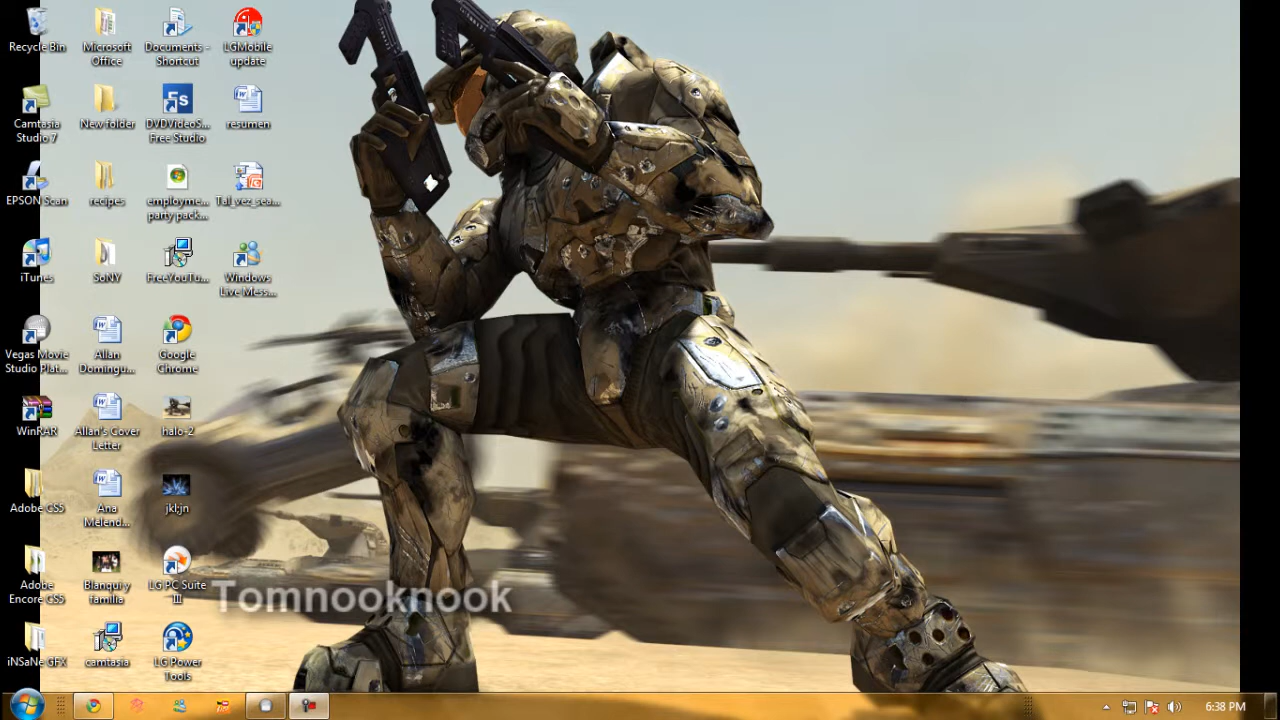 Recycle Bin
Microsoft
Office
Documents -
Shortcut
LGMobile
update
Camtasia
Studio 7
New folder
DVDVideoS...
Free Studio
resumen
EPSON Scan
recipes
employme...
party pack...
Tal_vez_sea...
iTunes
SoNY
FreeYouTu...
Windows
Live Mess...
Vegas Movie
Studio Plat...
Allan
Domingu...
Google
Chrome
WinRAR
Allan's Cover
Letter
halo-2
Adobe CS5
Ana
Melend...
jkl;jn
Adobe
Encore CS5
Blanqui y
familia
LG PC Suite
III
Tomnooknook
iNSaNe GFX
camtasia
LG Power
Tools
6:38 PM